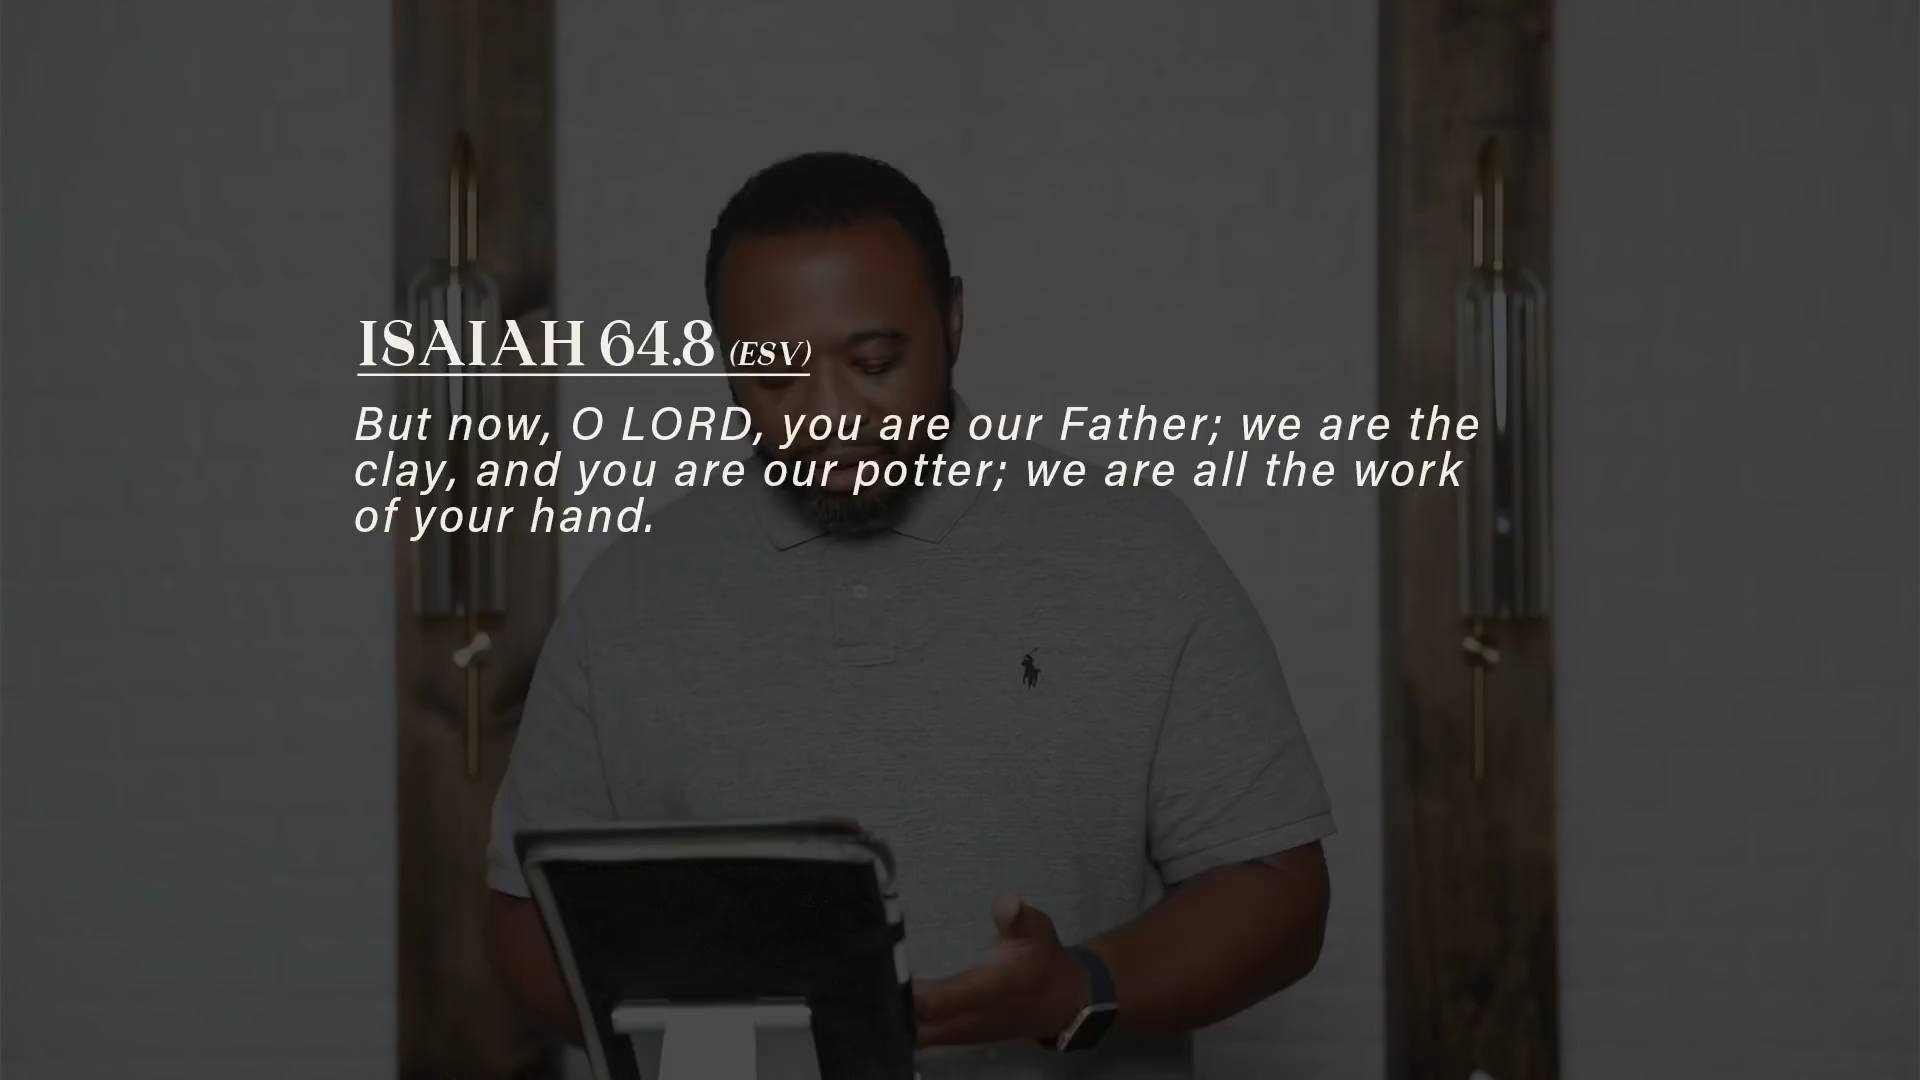 ISAIAH 64.8 (ESV)
But now, O LORD, you are our Father; we are the
clay, and you are our potter; we are all the work
of your hand.